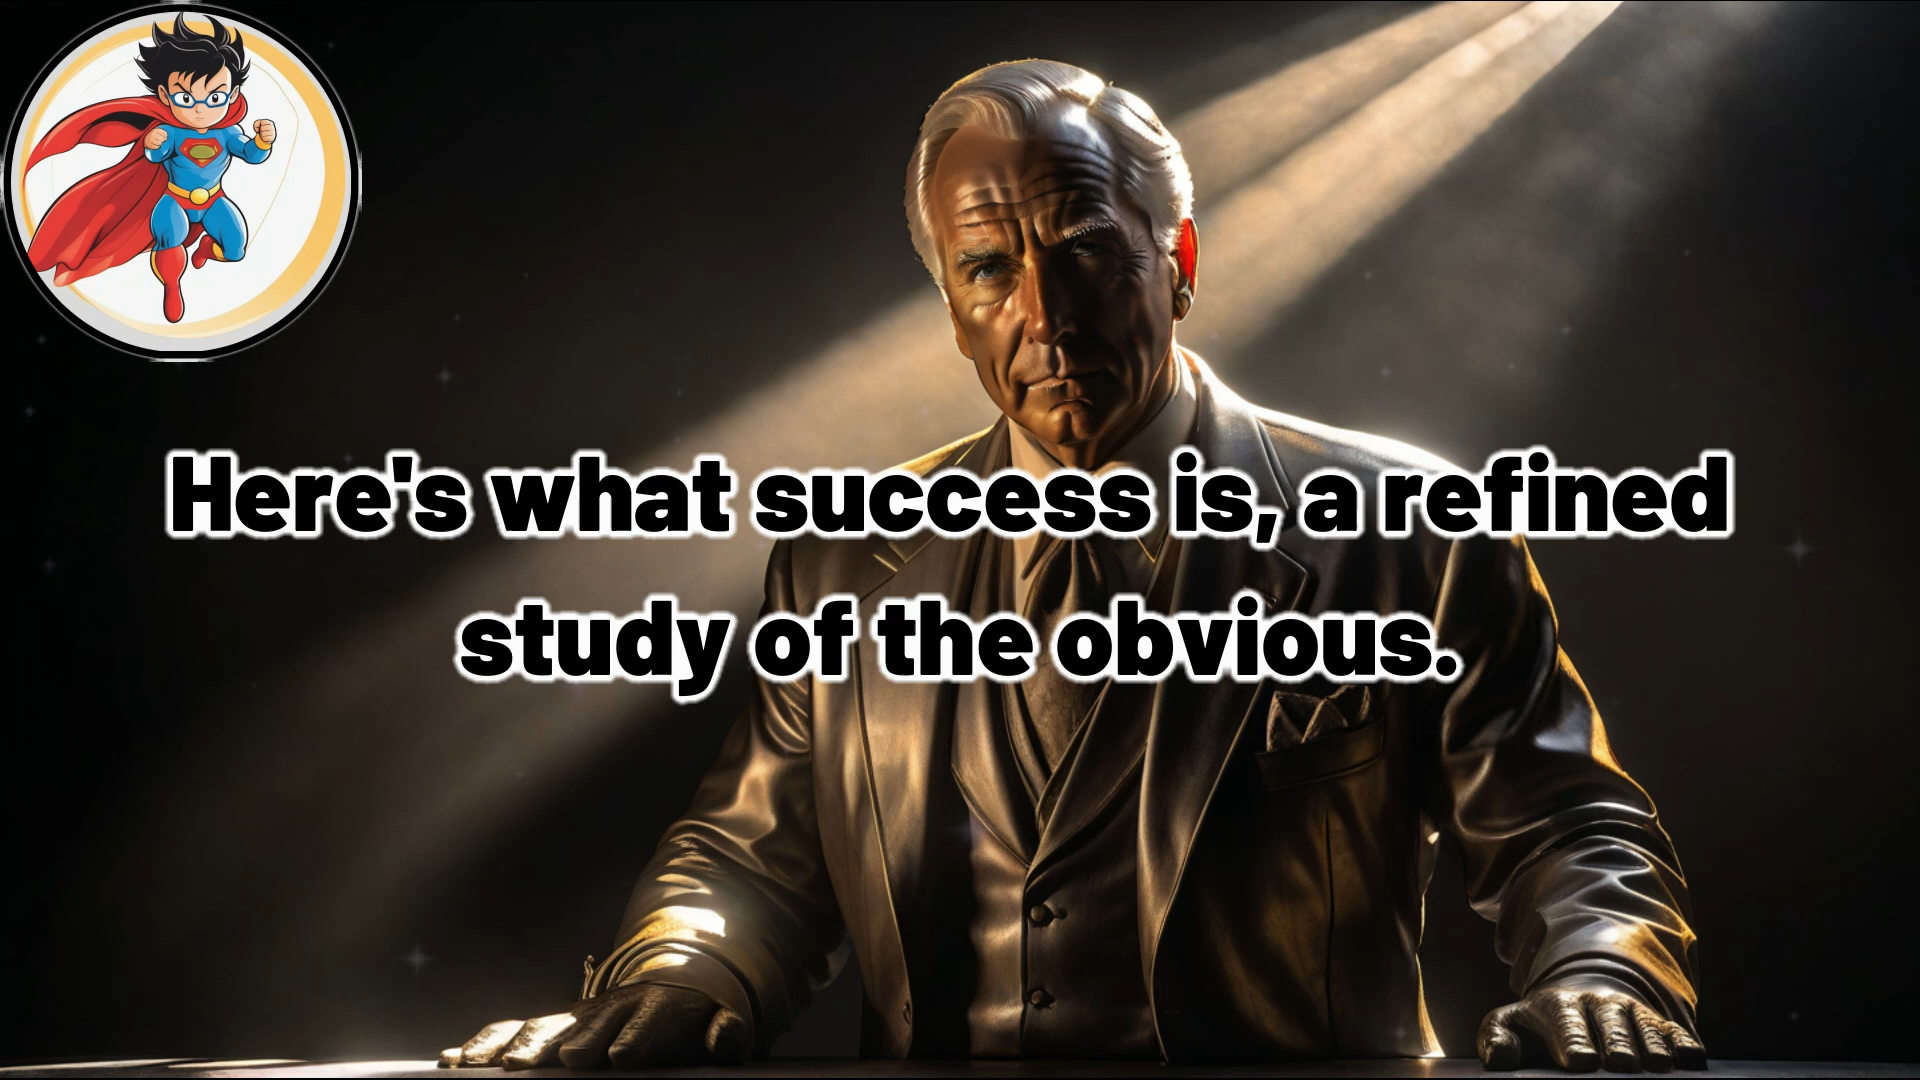 Here's what success is, a refined
study of the obvious.